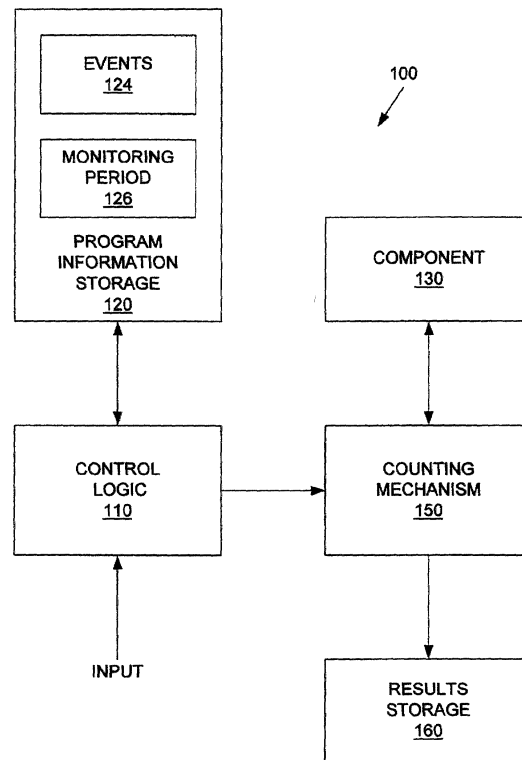 EVENTS
124
100
MONITORING
PERIOD
126
PROGRAM
INFORMATION
STORAGE
120
COMPONENT
130
CONTROL
LOGIC
110
COUNTING
MECHANISM
150
INPUT
RESULTS
STORAGE
160